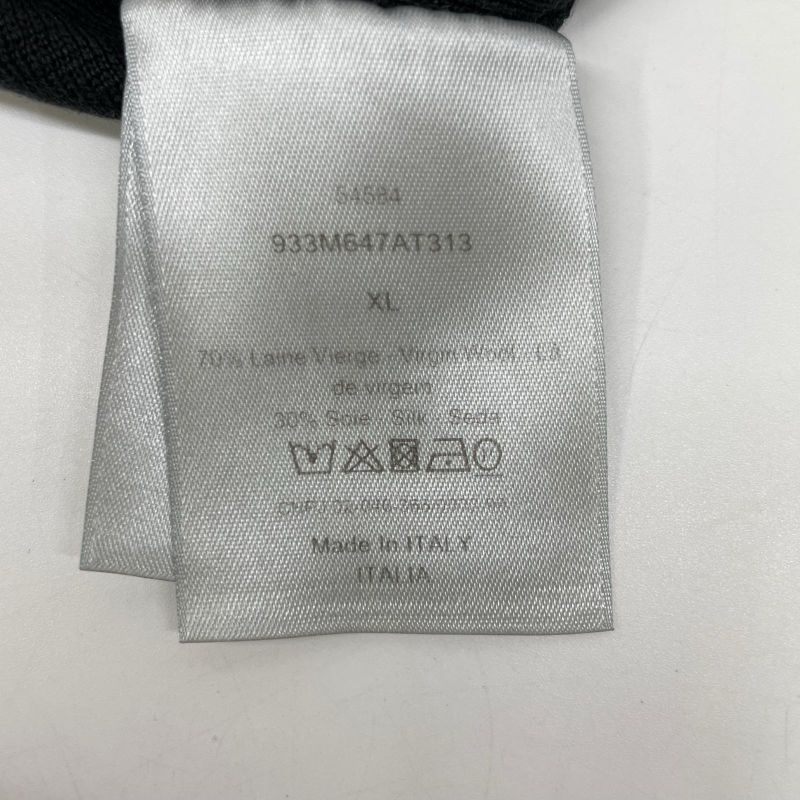 54584
933M647AT313
XL
70% Laine Vierge - Virgin Wool - Lã
de virgem
30% Soie - Silk - Seda
CNPJ
Made In ITALY
ITALIA